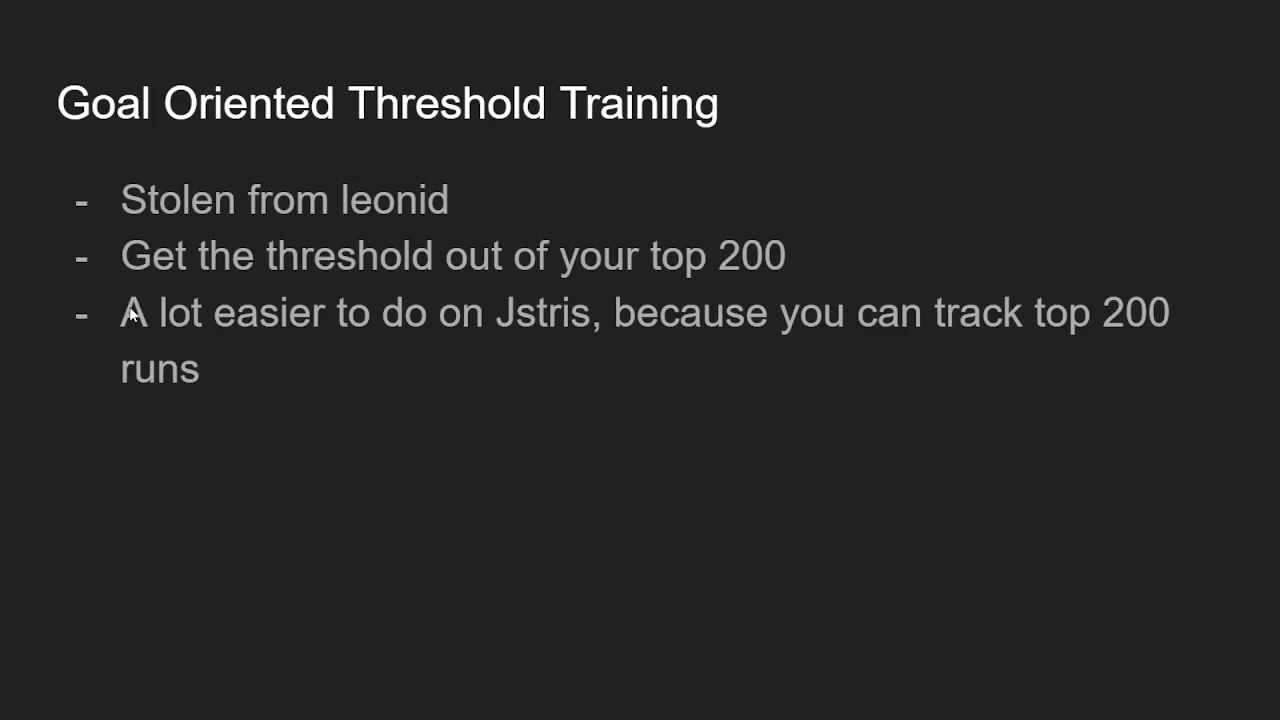 Goal Oriented Threshold Training
- Stolen from leonid
- Get the threshold out of your top 200
- A lot easier to do on Jstris, because you can track top 200
runs